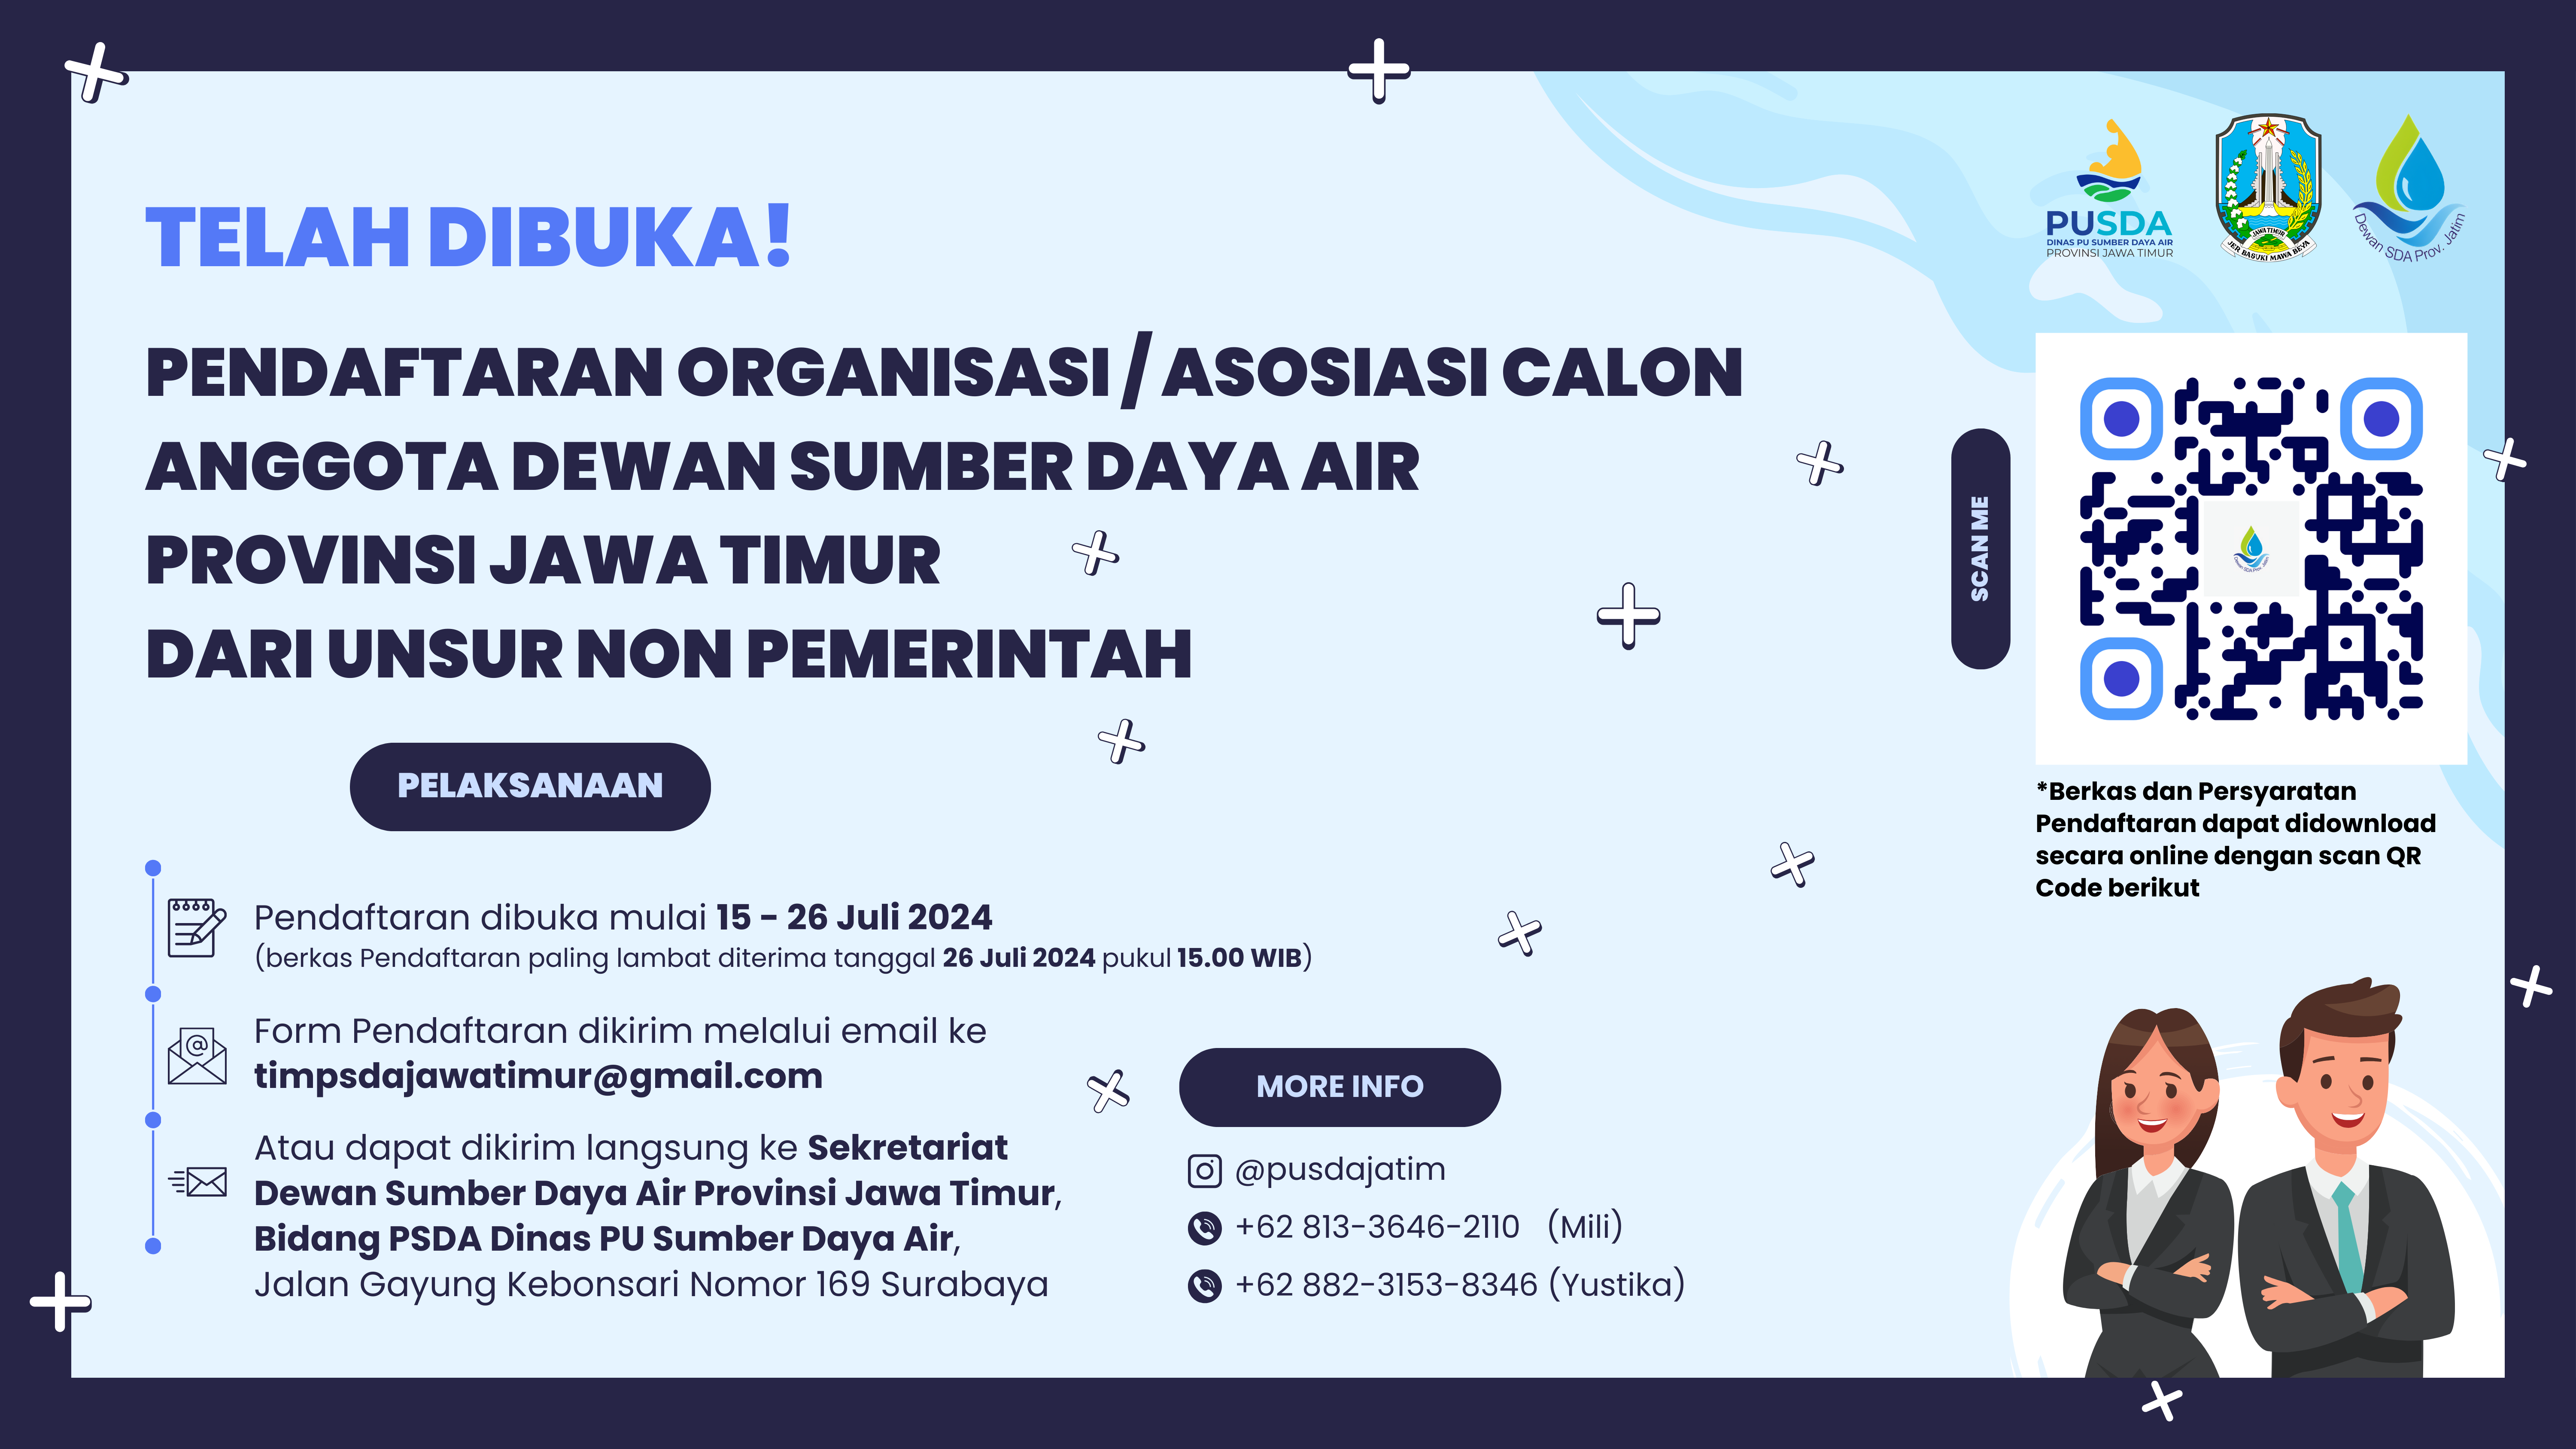 PUSDA
DINAS PU SUMBER DAYA AIR
PROVINSI JAWA TIMUR
JAWA TIMUR
JER BASUKI MAWA BEYA
Dewan SDA Prov. Jatim
TELAH DIBUKA!
PENDAFTARAN ORGANISASI / ASOSIASI CALON
ANGGOTA DEWAN SUMBER DAYA AIR
PROVINSI JAWA TIMUR
DARI UNSUR NON PEMERINTAH
SCAN ME
Dewan SDA Prov. Jatim
*Berkas dan Persyaratan
Pendaftaran dapat didownload
secara online dengan scan QR
Code berikut
PELAKSANAAN
Pendaftaran dibuka mulai 15 - 26 Juli 2024
(berkas Pendaftaran paling lambat diterima tanggal 26 Juli 2024 pukul 15.00 WIB)
Form Pendaftaran dikirim melalui email ke
timpsdajawatimur@gmail.com
Atau dapat dikirim langsung ke Sekretariat
Dewan Sumber Daya Air Provinsi Jawa Timur,
Bidang PSDA Dinas PU Sumber Daya Air,
Jalan Gayung Kebonsari Nomor 169 Surabaya
MORE INFO
@pusdajatim
+62 813-3646-2110 (Mili)
+62 882-3153-8346 (Yustika)